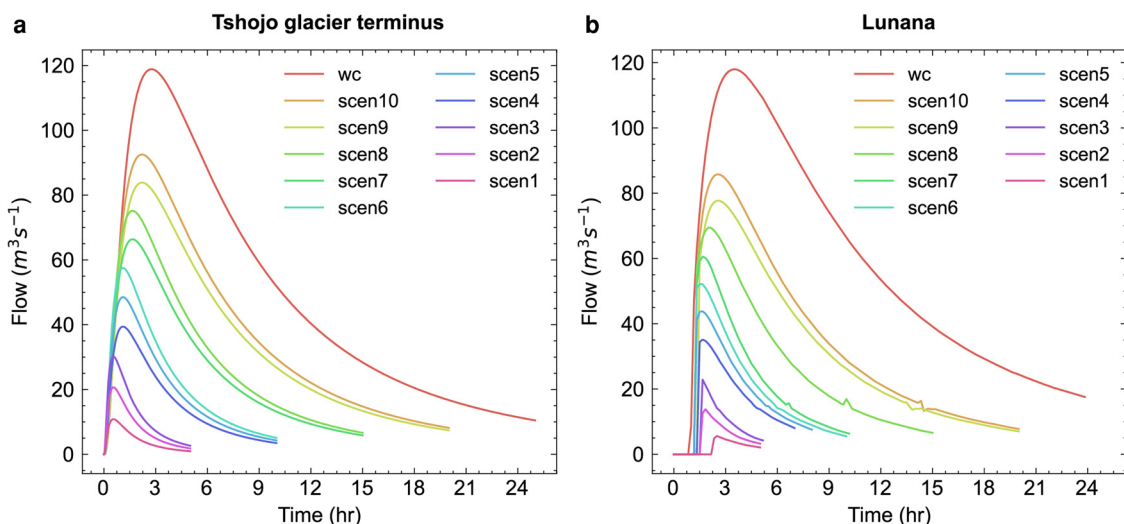 a
Tshojo glacier terminus
120
100
80
60
40
20
0
Flow (m³s⁻¹)
wc
scen10
scen9
scen8
scen7
scen6
scen5
scen4
scen3
scen2
scen1
0 3 6 9 12 15 18 21 24
Time (hr)
b
Lunana
120
100
80
60
40
20
0
Flow (m³s⁻¹)
wc
scen10
scen9
scen8
scen7
scen6
scen5
scen4
scen3
scen2
scen1
0 3 6 9 12 15 18 21 24
Time (hr)